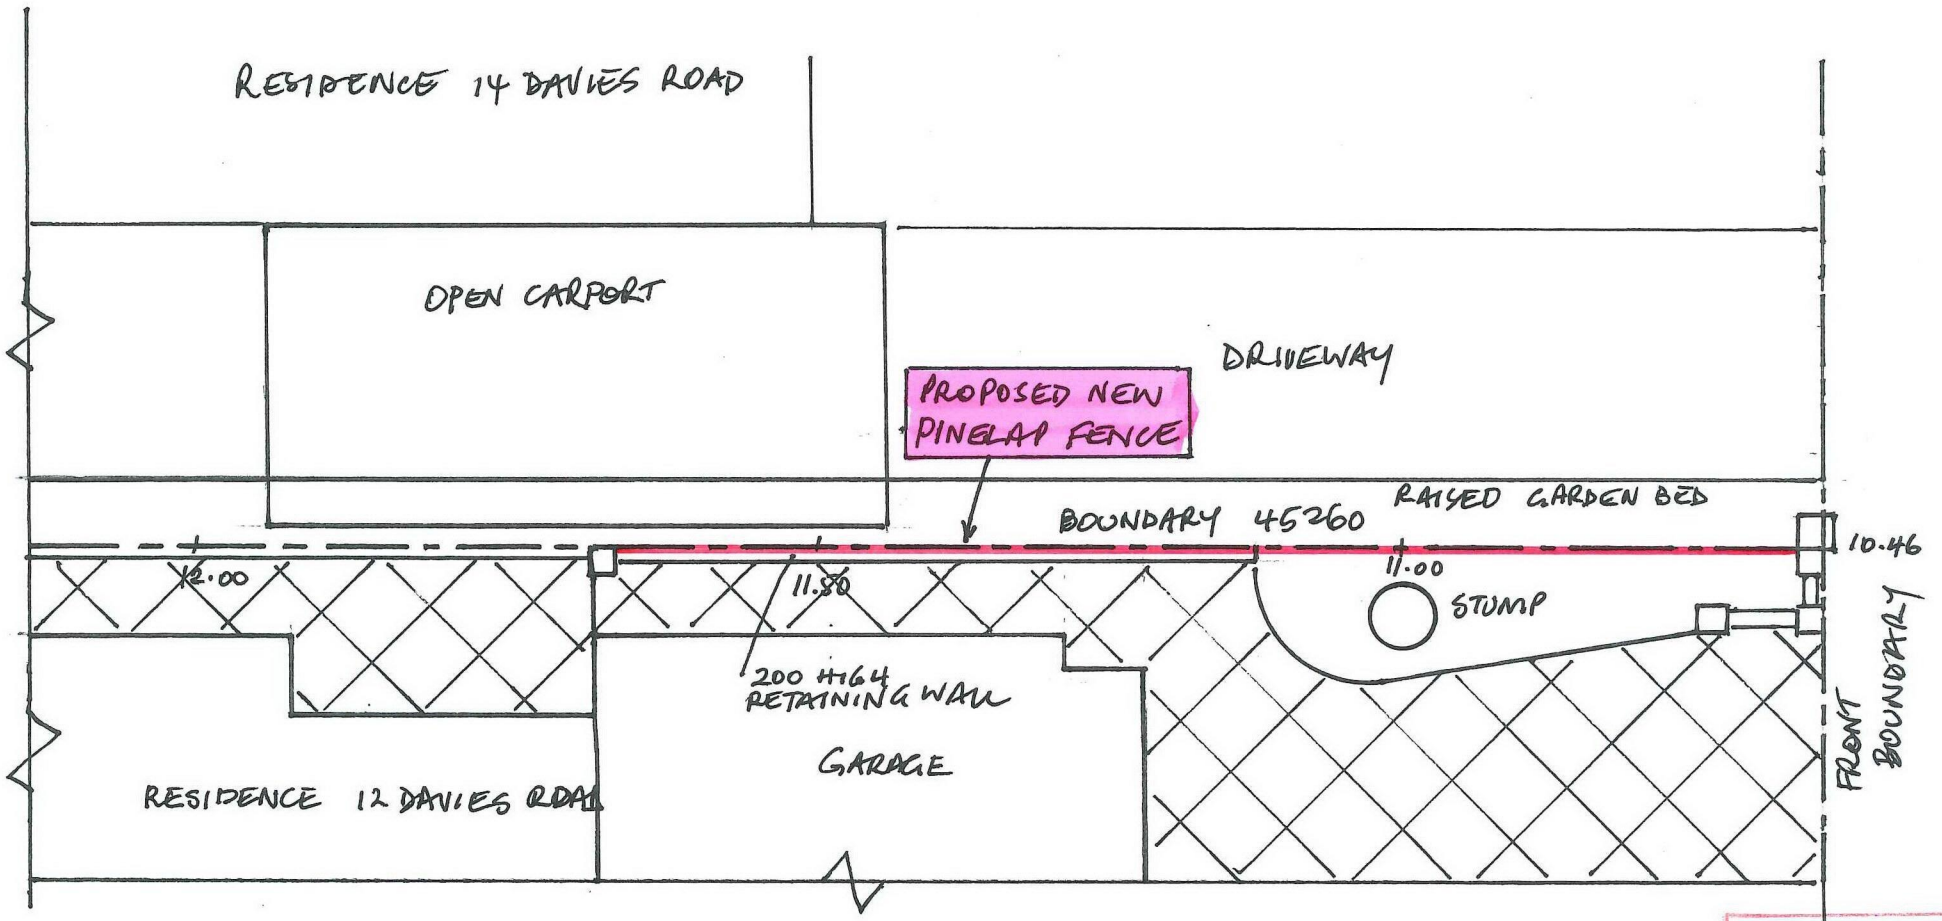 RESIDENCE 14 DAVIES ROAD
OPEN CARPORT
DRIVEWAY
PROPOSED NEW
PINELAP FENCE
RAISED GARDEN BED
BOUNDARY 45260
10.46
12.00
11.50
11.00
STUMP
200 HIGH
RETAINING WALL
GARAGE
RESIDENCE 12 DAVIES ROAD
FRONT
BOUNDARY